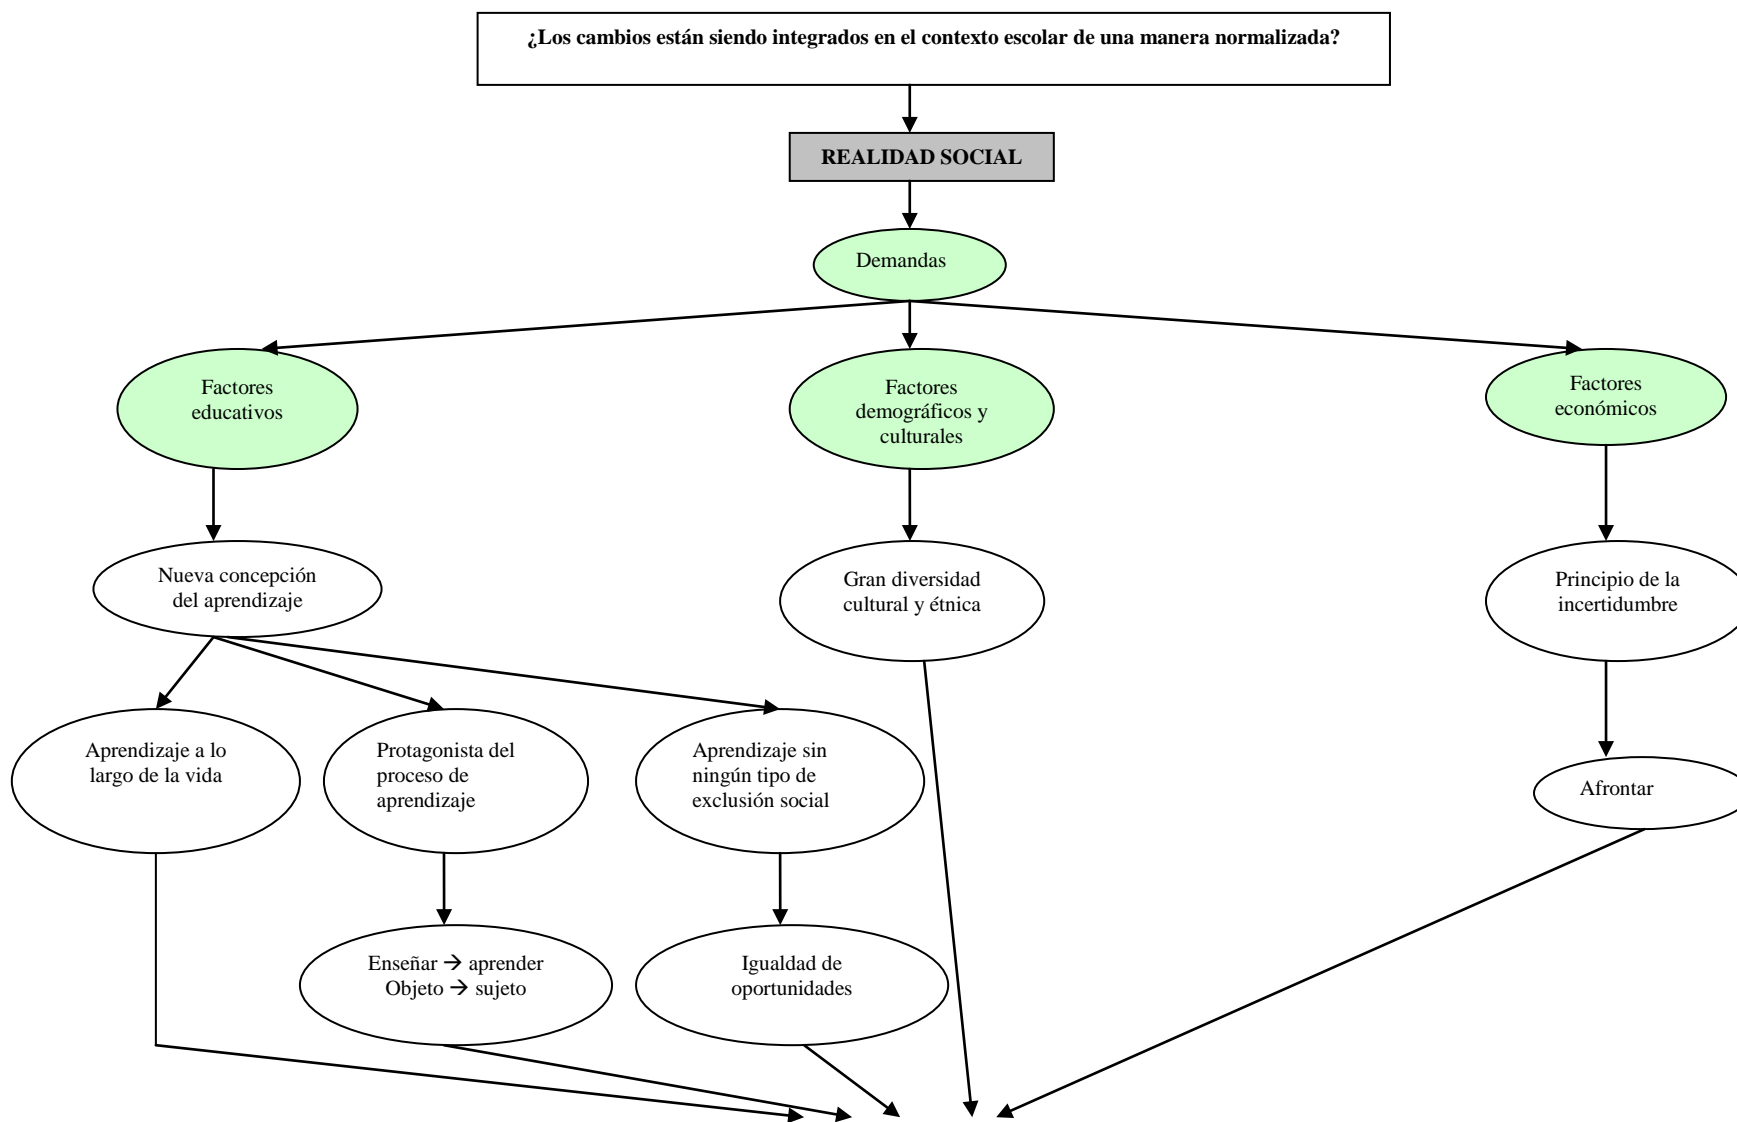 ¿Los cambios están siendo integrados en el contexto escolar de una manera normalizada?
REALIDAD SOCIAL
Demandas
Factores
educativos
Factores
demográficos y
culturales
Factores
económicos
Nueva concepción
del aprendizaje
Gran diversidad
cultural y étnica
Principio de la
incertidumbre
Aprendizaje a lo
largo de la vida
Protagonista del
proceso de
aprendizaje
Aprendizaje sin
ningún tipo de
exclusión social
Afrontar
Enseñar → aprender
Objeto → sujeto
Igualdad de
oportunidades